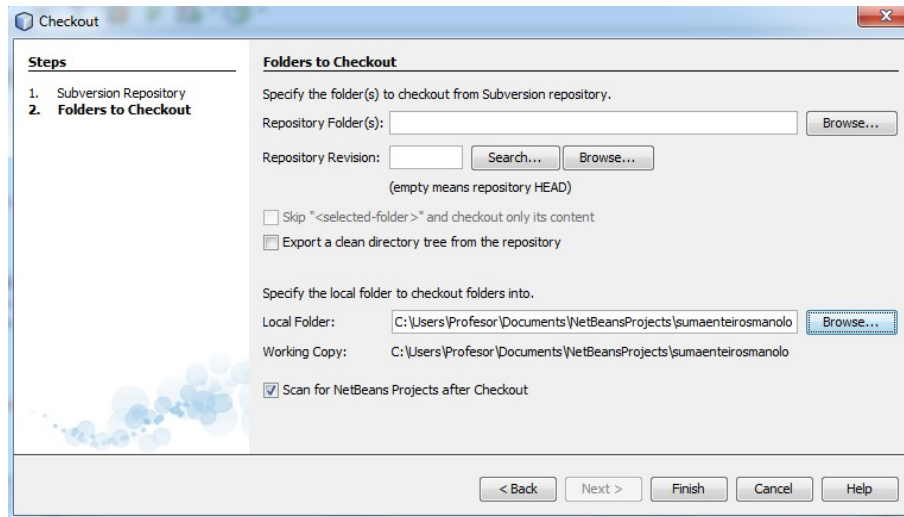 Checkout
Steps
1. Subversion Repository
2. Folders to Checkout
Folders to Checkout
Specify the folder(s) to checkout from Subversion repository.
Repository Folder(s):
Browse...
Repository Revision:
Search...
Browse...
(empty means repository HEAD)
Skip "<selected-folder>" and checkout only its content
Export a clean directory tree from the repository
Specify the local folder to checkout folders into.
Local Folder: C:\Users\Profesor\Documents\NetBeansProjects\sumaenteirosmanolo Browse...
Working Copy: C:\Users\Profesor\Documents\NetBeansProjects\sumaenteirosmanolo
Scan for NetBeans Projects after Checkout
< Back Next > Finish Cancel Help